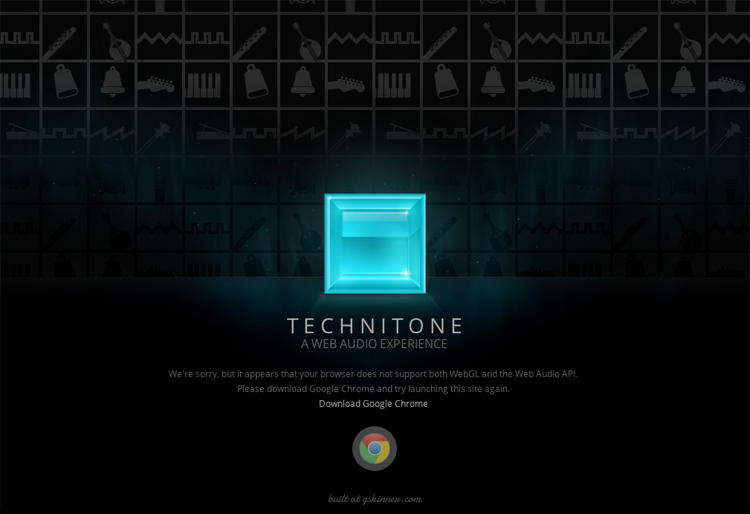 TECHNITONE
A WEB AUDIO EXPERIENCE
We're sorry, but it appears that your browser does not support both WebGL and the Web Audio API.
Please download Google Chrome and try launching this site again.
Download Google Chrome
built at gskinner.com